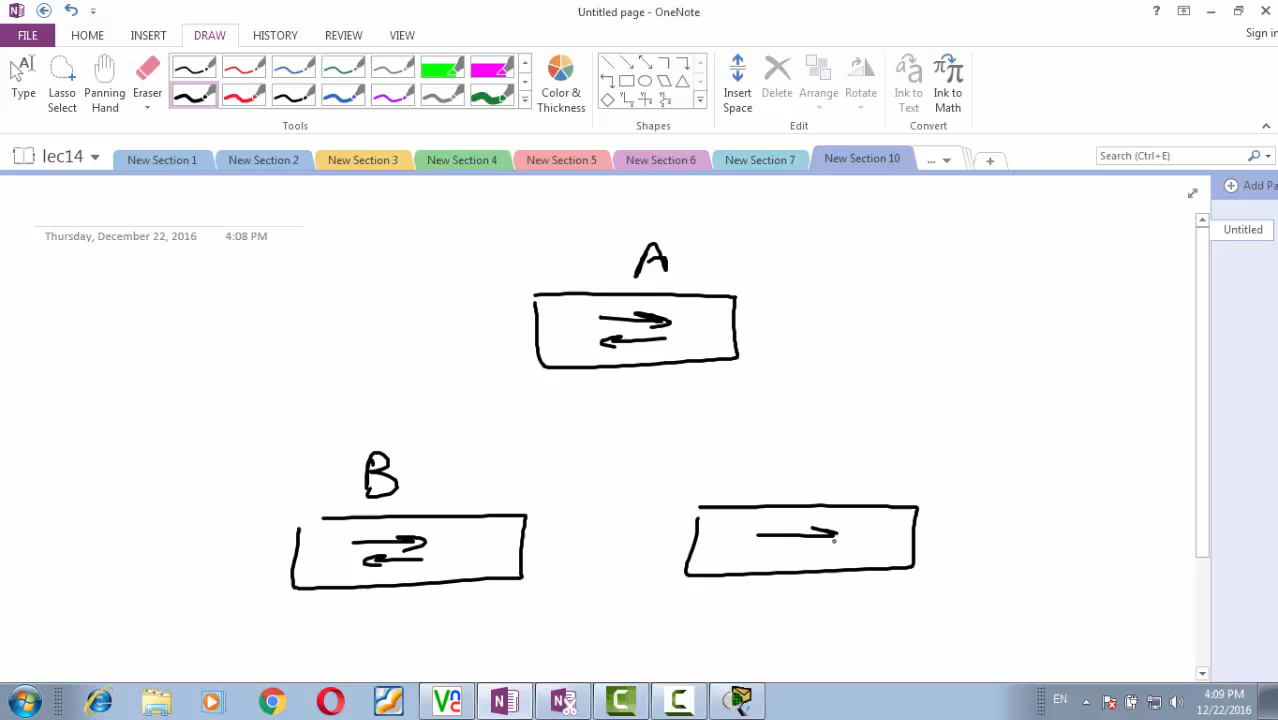 Untitled page - OneNote
Sign in
FILE HOME INSERT DRAW HISTORY REVIEW VIEW
Type
Lasso Select
Panning Hand
Eraser
Color & Thickness
Insert Space
Delete
Arrange
Rotate
Ink to Text
Ink to Math
Tools
Shapes
Edit
Convert
lec14
New Section 1 New Section 2 New Section 3 New Section 4 New Section 5 New Section 6 New Section 7 New Section 10 ...
Search (Ctrl+E)
Add Pa
Untitled
Thursday, December 22, 2016 4:08 PM
A
B
EN
4:09 PM
12/22/2016